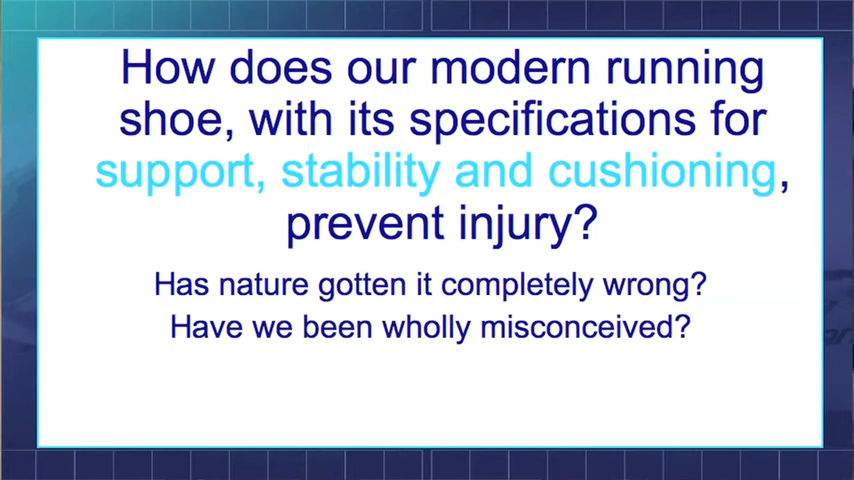 How does our modern running
shoe, with its specifications for
support, stability and cushioning,
prevent injury?
Has nature gotten it completely wrong?
Have we been wholly misconceived?